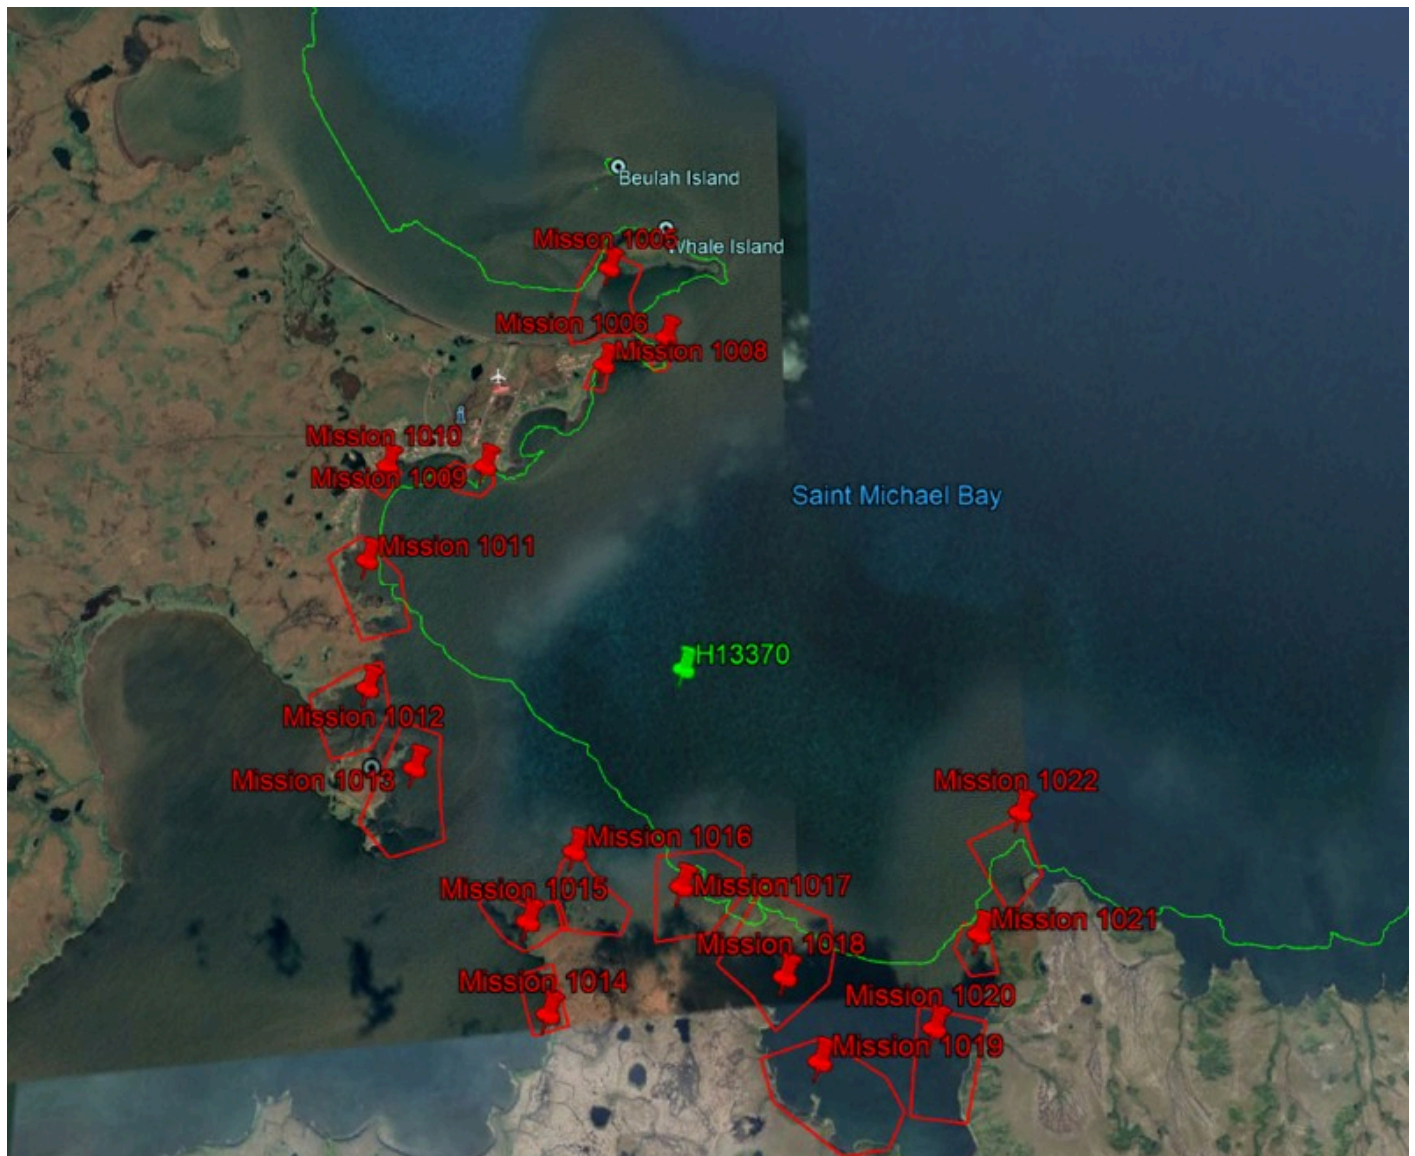 Beulah Island
Misson 1005
Whale Island
Mission 1006
Mission 1008
Mission 1010
Mission 1009
Saint Michael Bay
Mission 1011
H13370
Mission 1012
Mission 1013
Mission 1022
Mission 1016
Mission1017
Mission 1015
Mission 1021
Mission 1018
Mission 1014
Mission 1020
Mission 1019